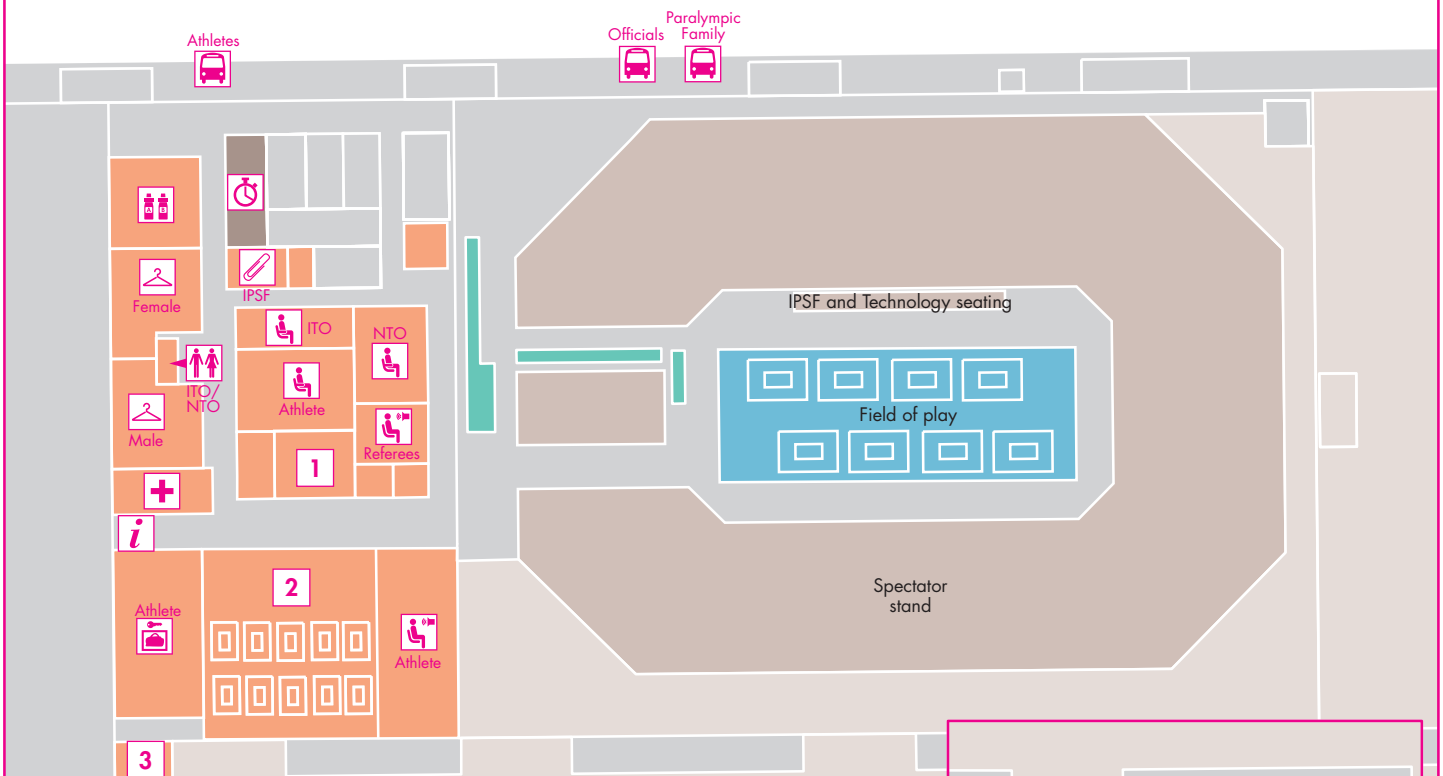 Paralympic
Family
Athletes
Officials
A B
Female
IPSF
IPSF and Technology seating
ITO
NTO
ITO/
NTO
Athlete
Field of play
Male
Referees
1
i
2
Spectator
stand
Athlete
Athlete
3